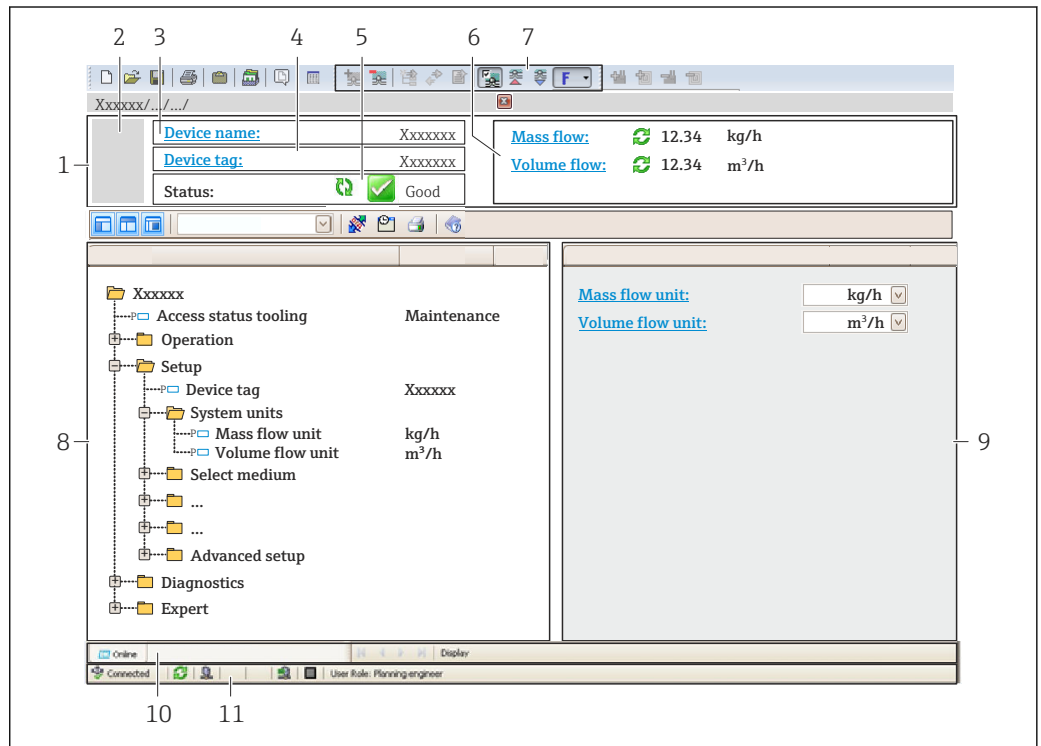 2 3 4 5 6 7
F
Xxxxxx/.../.../
1
Device name: Xxxxxxx
Device tag: Xxxxxxx
Status: Good
Mass flow: 12.34 kg/h
Volume flow: 12.34 m³/h
Xxxxxx
P Access status tooling Maintenance
Operation
Setup
P Device tag Xxxxxx
System units
P Mass flow unit kg/h
P Volume flow unit m³/h
Select medium
...
...
Advanced setup
Diagnostics
Expert
8
Mass flow unit: kg/h
Volume flow unit: m³/h
9
Online Display
Connected User Role: Planning engineer
10 11